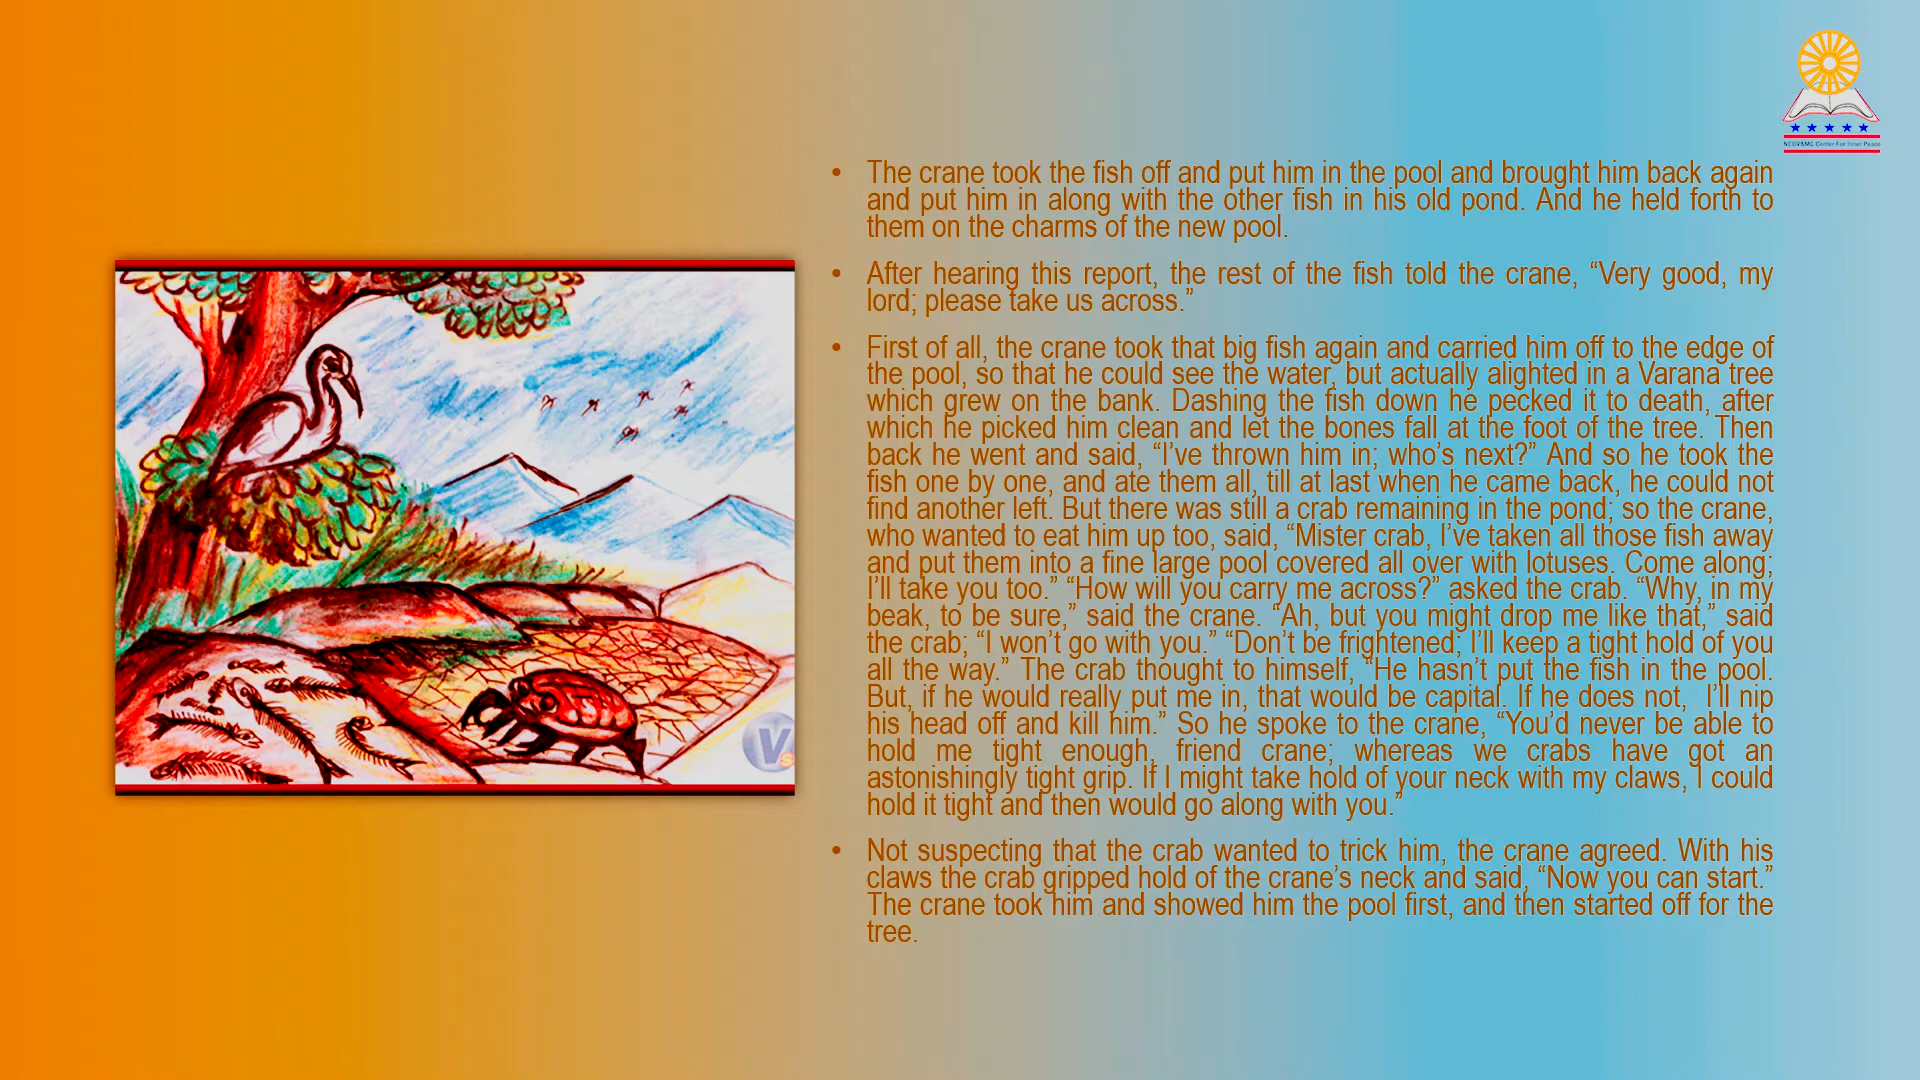 NEBV&MC Center For Inner Peace
• The crane took the fish off and put him in the pool and brought him back again
and put him in along with the other fish in his old pond. And he held forth to
them on the charms of the new pool.
• After hearing this report, the rest of the fish told the crane, “Very good, my
lord; please take us across.”
• First of all, the crane took that big fish again and carried him off to the edge of
the pool, so that he could see the water, but actually alighted in a Varana tree
which grew on the bank. Dashing the fish down he pecked it to death, after
which he picked him clean and let the bones fall at the foot of the tree. Then
back he went and said, “I’ve thrown him in; who’s next?” And so he took the
fish one by one, and ate them all, till at last when he came back, he could not
find another left. But there was still a crab remaining in the pond; so the crane,
who wanted to eat him up too, said, “Mister crab, I’ve taken all those fish away
and put them into a fine large pool covered all over with lotuses. Come along;
I’ll take you too.” “How will you carry me across?” asked the crab. “Why, in my
beak, to be sure,” said the crane. “Ah, but you might drop me like that,” said
the crab; “I won’t go with you.” “Don’t be frightened; I’ll keep a tight hold of you
all the way.” The crab thought to himself, “He hasn’t put the fish in the pool.
But, if he would really put me in, that would be capital. If he does not, I’ll nip
his head off and kill him.” So he spoke to the crane, “You’d never be able to
hold me tight enough, friend crane; whereas we crabs have got an
astonishingly tight grip. If I might take hold of your neck with my claws, I could
hold it tight and then would go along with you.”
• Not suspecting that the crab wanted to trick him, the crane agreed. With his
claws the crab gripped hold of the crane’s neck and said, “Now you can start.”
The crane took him and showed him the pool first, and then started off for the
tree.